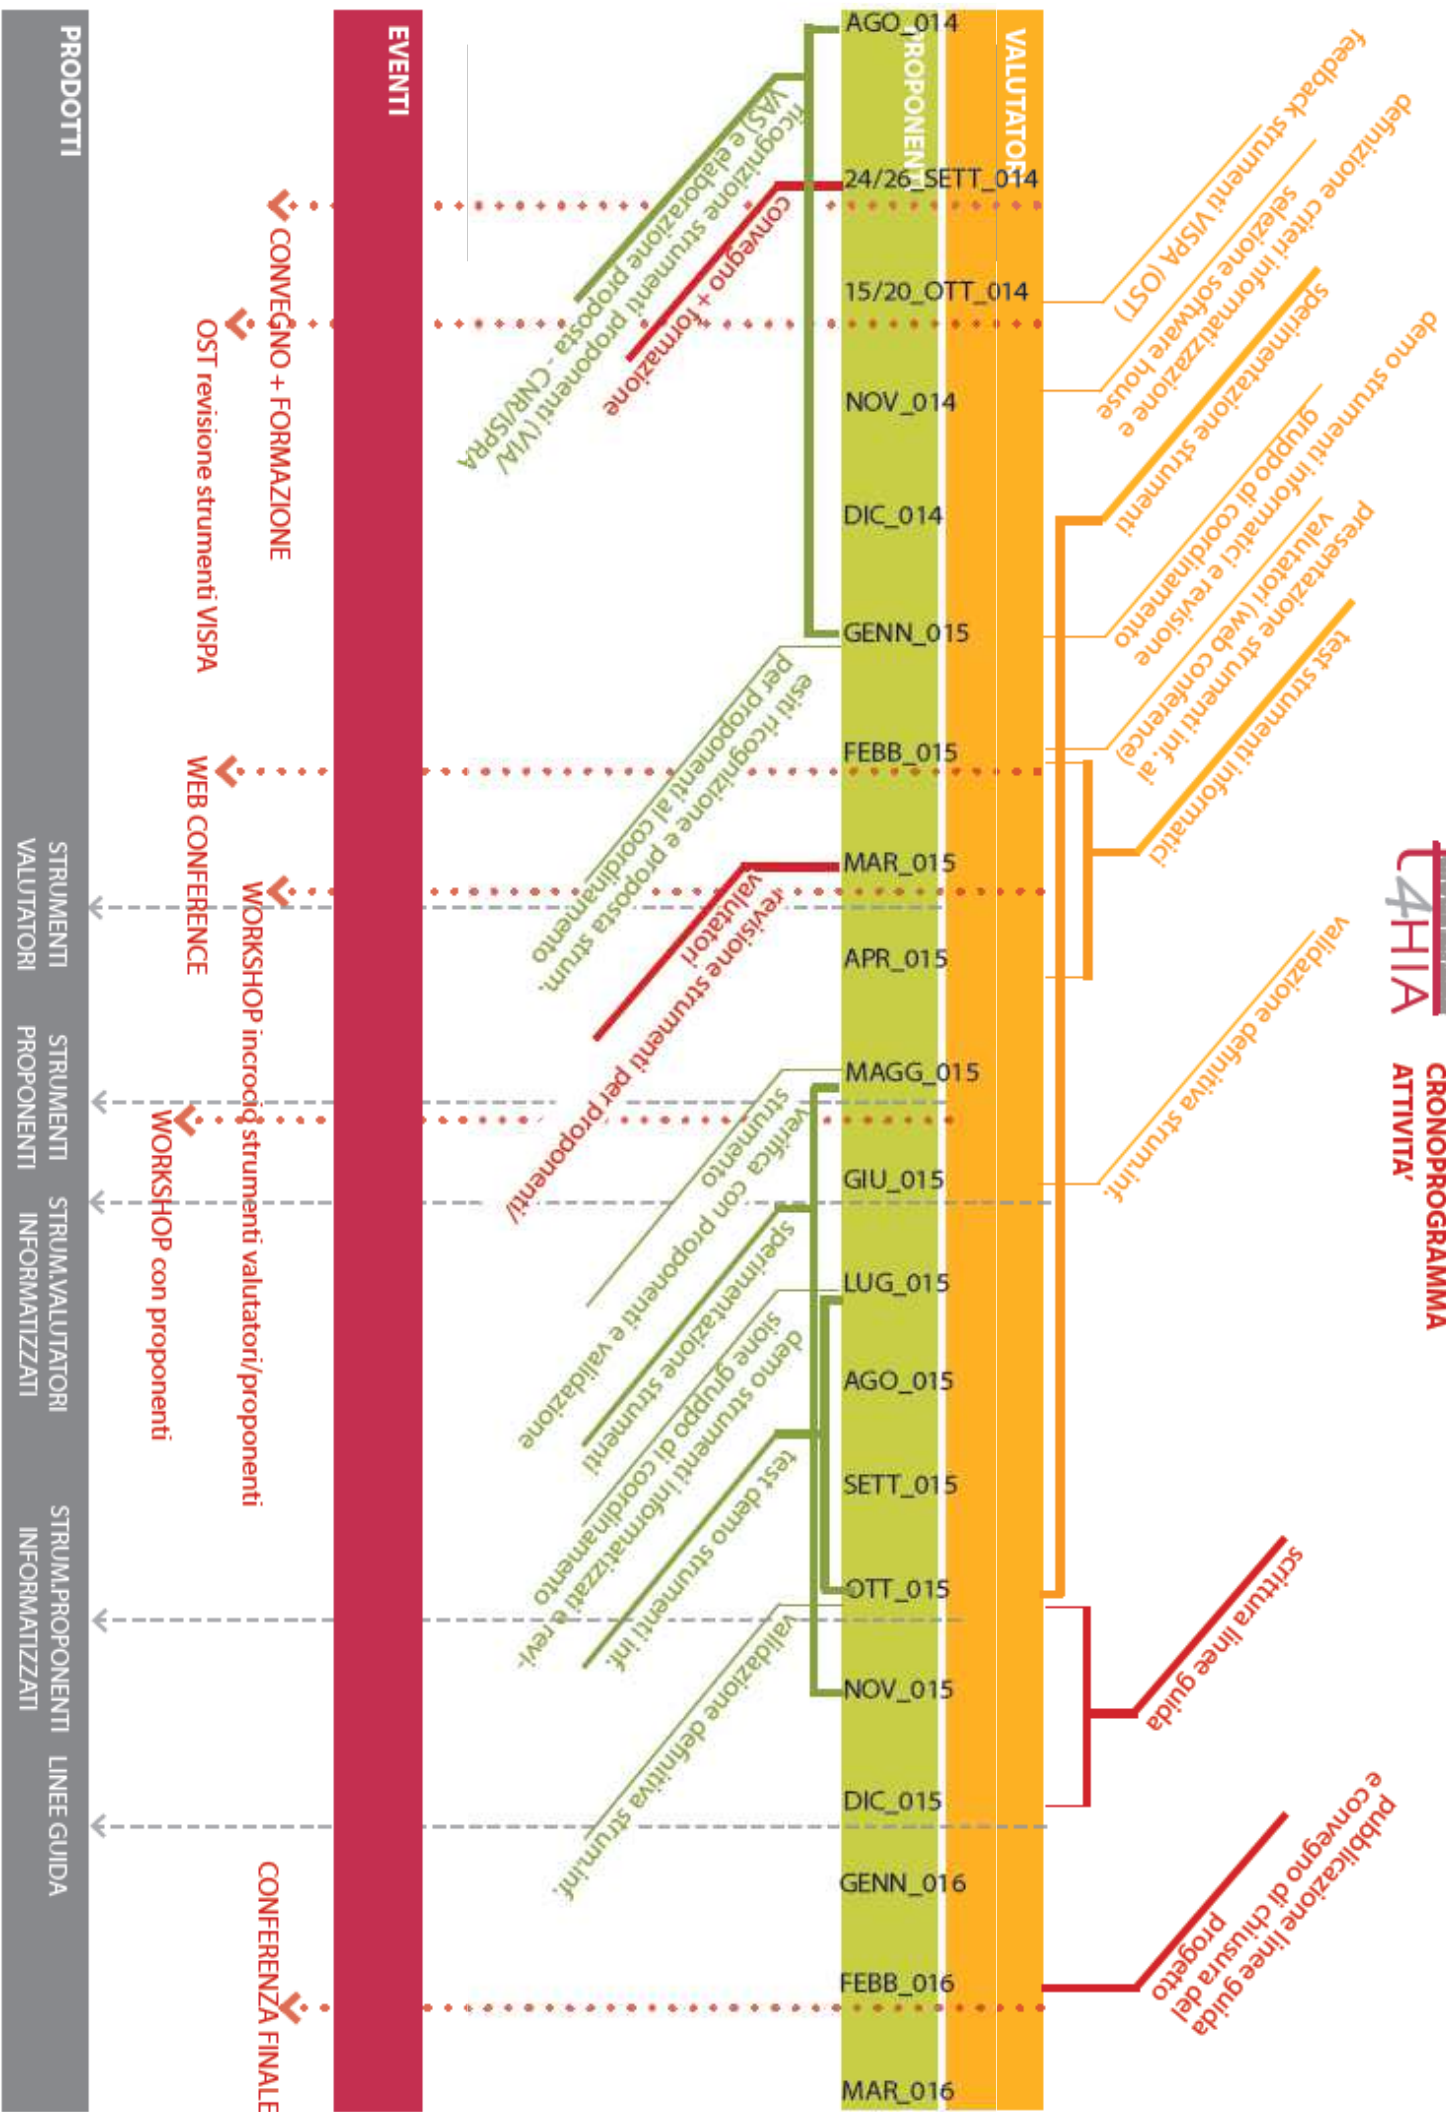 T4HIA
CRONOPROGRAMMA
ATTIVITA'
feedback strumenti VISPA (OST)
definizione criteri informatizzazione e
selezione software house
sperimentazione strumenti
demo strumenti informatici e revisione
gruppo di coordinamento
presentazione strumenti inf. ai
valutatori (web conference)
test strumenti informatici
validazione definitiva strum.inf.
scrittura linee guida
pubblicazione linee guida
e convegno di chiusura del
progetto
VALUTATORI
PROPONENTI
AGO_014
24/26_SETT_014
15/20_OTT_014
NOV_014
DIC_014
GENN_015
FEBB_015
MAR_015
APR_015
MAGG_015
GIU_015
LUG_015
AGO_015
SETT_015
OTT_015
NOV_015
DIC_015
GENN_016
FEBB_016
MAR_016
ricognizione strumenti proponenti (VIA/
VAS) e elaborazione proposta - CNR/ISPRA
convegno + formazione
esiti ricognizione e proposta strum.
per proponenti al coordinamento
revisione strumenti per proponenti/
valutatori
verifica con proponenti e validazione
strumento
sperimentazione strumenti
demo strumenti informatizzati e revi-
sione gruppo di coordinamento
test demo strumenti inf.
validazione definitiva strum.inf.
EVENTI
CONVEGNO + FORMAZIONE
OST revisione strumenti VISPA
WEB CONFERENCE
WORKSHOP incrocio strumenti valutatori/proponenti
WORKSHOP con proponenti
CONFERENZA FINALE
PRODOTTI
STRUMENTI
VALUTATORI
STRUMENTI
PROPONENTI
STRUM.VALUTATORI
INFORMATIZZATI
STRUM.PROPONENTI
INFORMATIZZATI
LINEE GUIDA